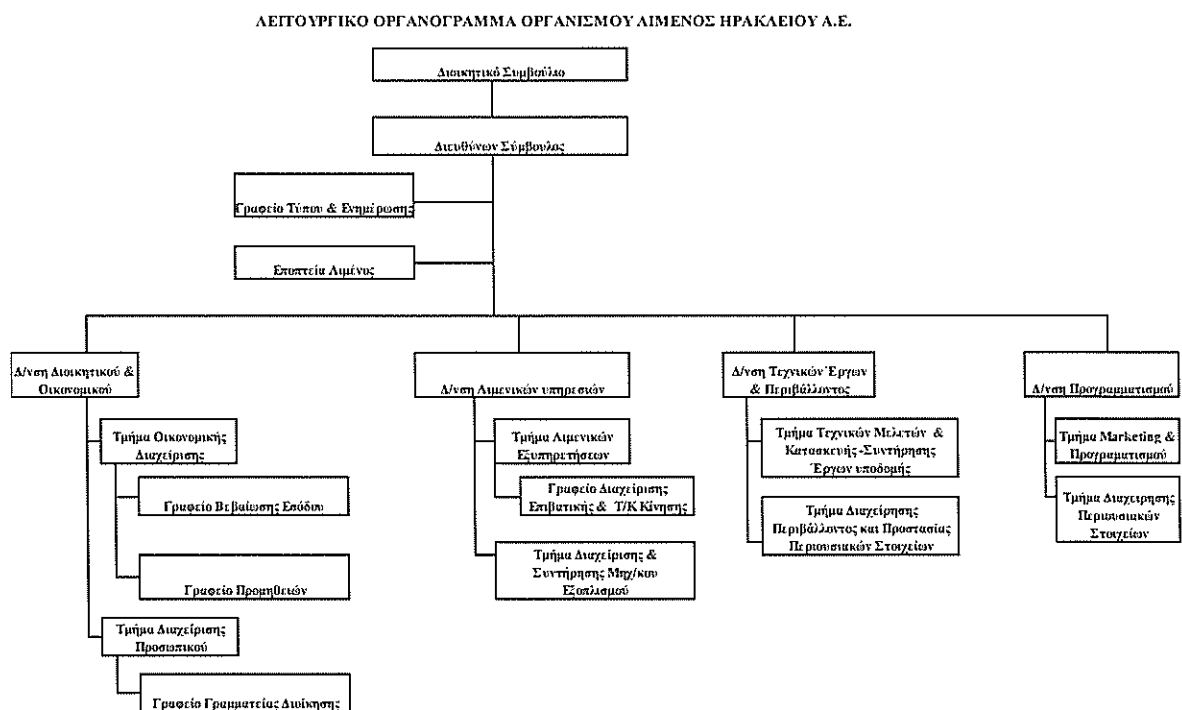 ΛΕΙΤΟΥΡΓΙΚΟ ΟΡΓΑΝΟΓΡΑΜΜΑ ΟΡΓΑΝΙΣΜΟΥ ΛΙΜΕΝΟΣ ΗΡΑΚΛΕΙΟΥ Α.Ε.
Διοικητικό Συμβούλιο
Διευθύνων Σύμβουλος
Γραφείο Τύπου & Ενημέρωσης
Εποπτεία Λιμένος
Δ/νση Διοικητικού &
Οικονομικού
Τμήμα Οικονομικής
Διαχείρισης
Γραφείο Βεβαίωσης Εσόδου
Γραφείο Προμηθειών
Τμήμα Διαχείρισης
Προσωπικού
Γραφείο Γραμματείας Διοίκησης
Δ/νση Λιμενικών υπηρεσιών
Τμήμα Λιμενικών
Εξυπηρετήσεων
Γραφείο Διαχείρισης
Επιβατικής & Τ/Κ Κίνησης
Τμήμα Διαχείρισης &
Συντήρησης Μηχ/κου
Εξοπλισμού
Δ/νση Τεχνικών Έργων
& Περιβάλλοντος
Τμήμα Τεχνικών Μελετών &
Κατασκευής -Συντήρησης
Έργων υποδομής
Τμήμα Διαχείρησης
Περιβάλλοντος και Προστασίας
Περιουσιακών Στοιχείων
Δ/νση Προγραμματισμού
Τμήμα Marketing &
Προγραματισμού
Τμήμα Διαχείρησης
Περιουσιακών
Στοιχείων